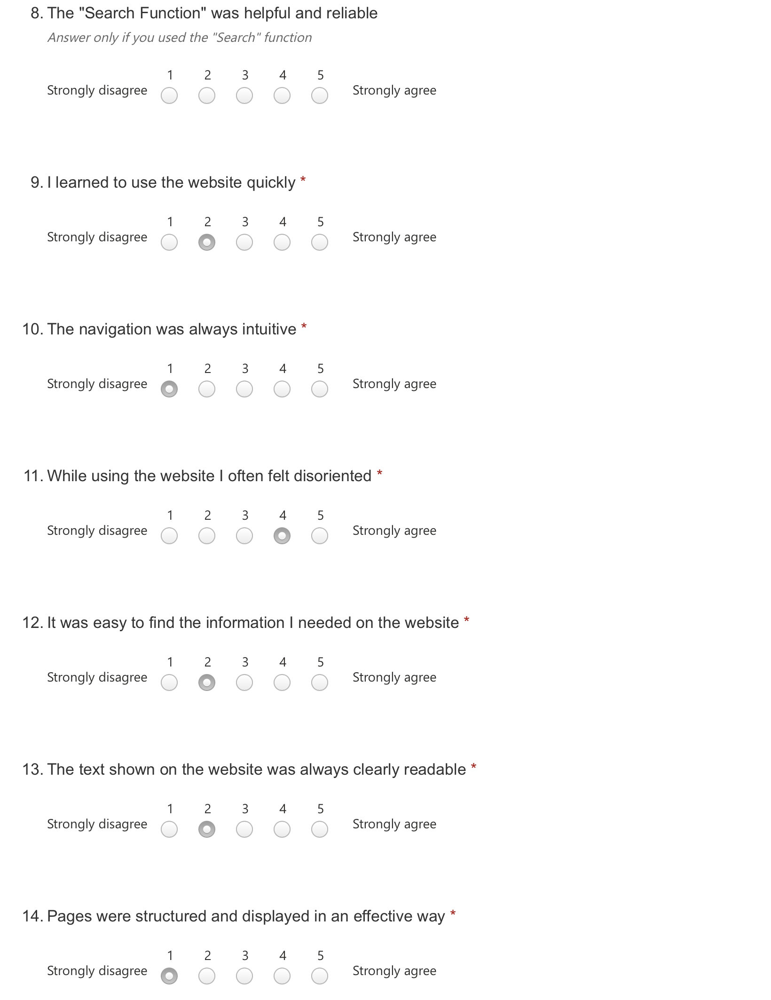 8. The "Search Function" was helpful and reliable
Answer only if you used the "Search" function
1 2 3 4 5
Strongly disagree Strongly agree
9. I learned to use the website quickly *
1 2 3 4 5
Strongly disagree Strongly agree
10. The navigation was always intuitive *
1 2 3 4 5
Strongly disagree Strongly agree
11. While using the website I often felt disoriented *
1 2 3 4 5
Strongly disagree Strongly agree
12. It was easy to find the information I needed on the website *
1 2 3 4 5
Strongly disagree Strongly agree
13. The text shown on the website was always clearly readable *
1 2 3 4 5
Strongly disagree Strongly agree
14. Pages were structured and displayed in an effective way *
1 2 3 4 5
Strongly disagree Strongly agree